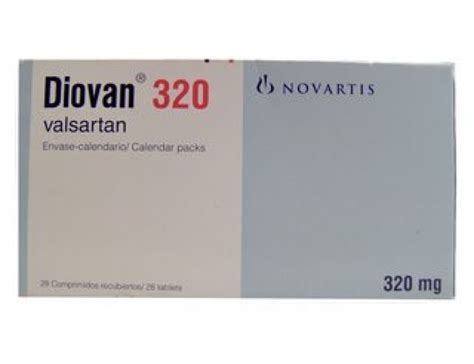 Diovan® 320
NOVARTIS
valsartan
Envase-calendario/ Calendar packs
28 Comprimidos recubiertos/ 28 tablets
320 mg